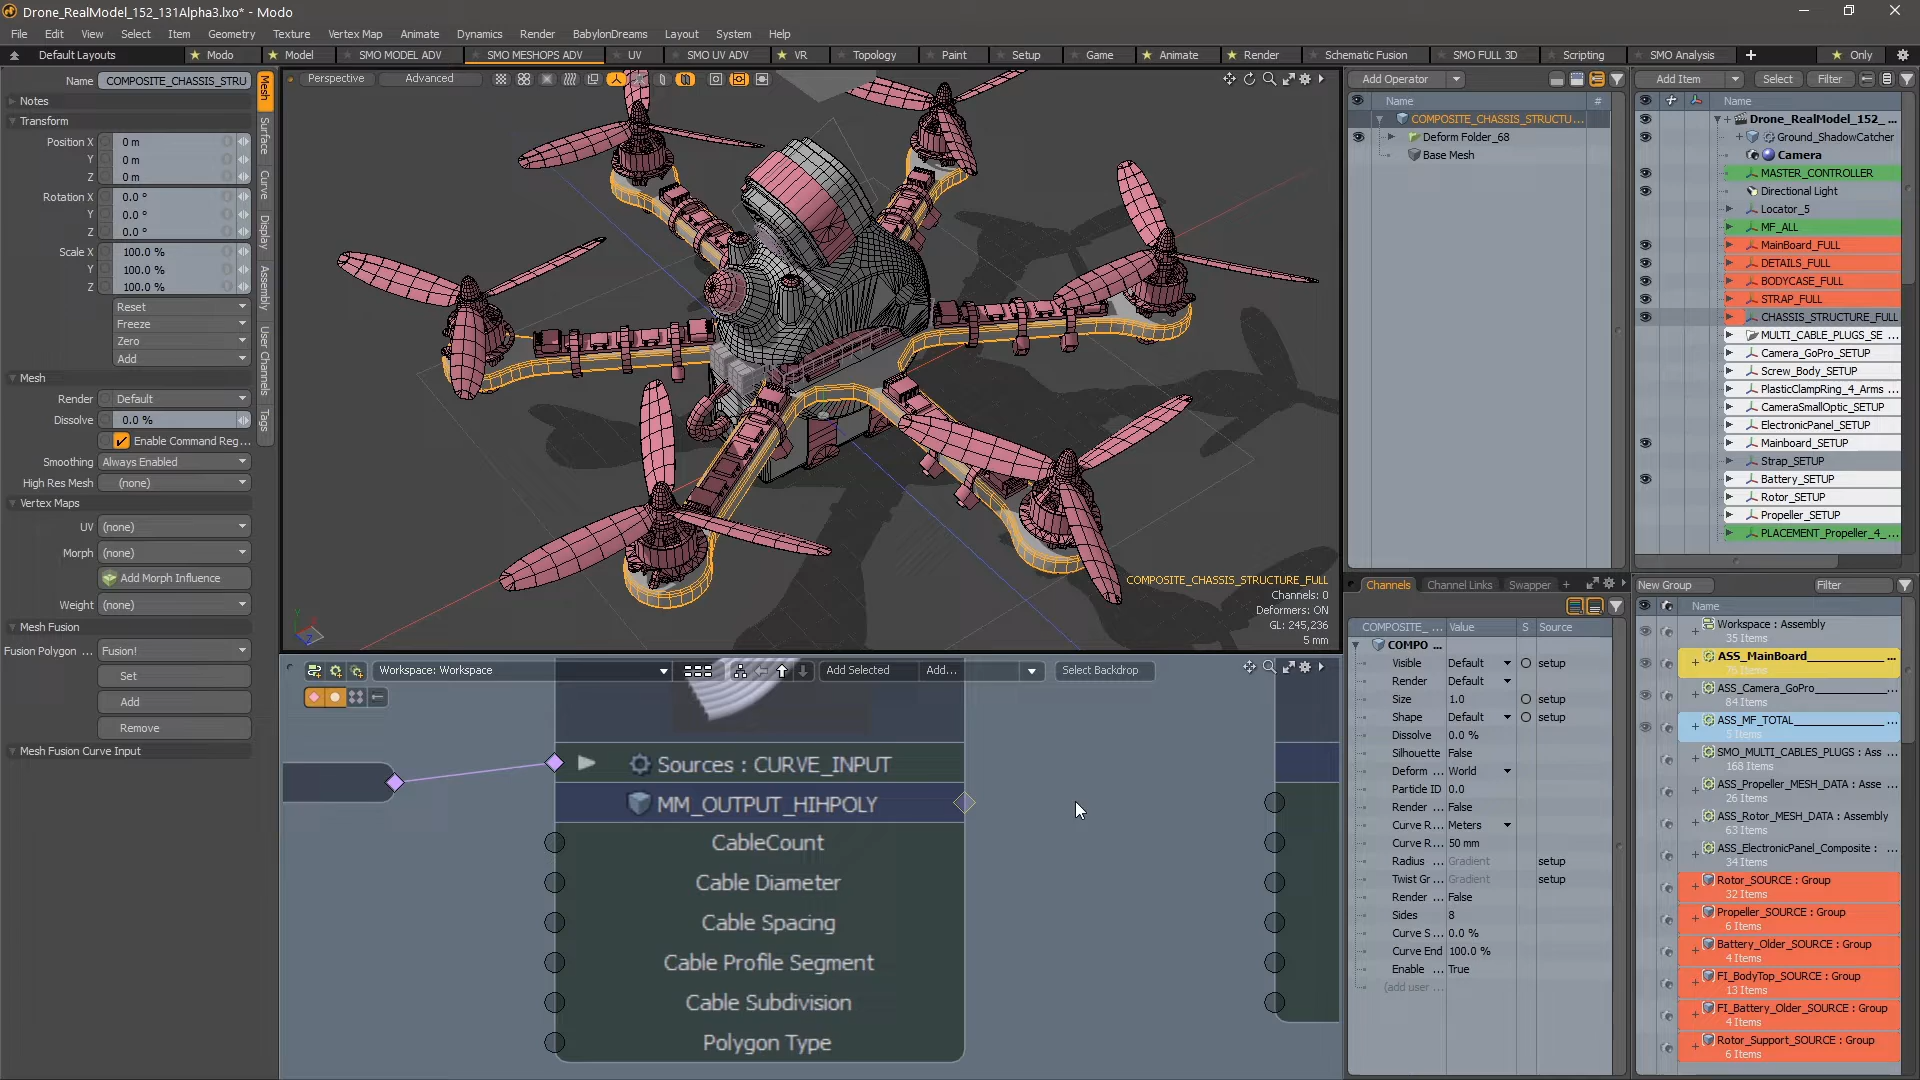 Drone_RealModel_152_131Alpha3.lxo* - Modo
File Edit View Select Item Geometry Texture Vertex Map Animate Dynamics Render BabylonDreams Layout System Help
Default Layouts Modo Model SMO MODEL ADV SMO MESHOPS ADV UV SMO UV ADV VR Topology Paint Setup Game Animate Render Schematic Fusion SMO FULL 3D Scripting SMO Analysis Only
Name COMPOSITE_CHASSIS_STRU
Notes
Transform
Position X 0 m
Y 0 m
Z 0 m
Rotation X 0.0 °
Y 0.0 °
Z 0.0 °
Scale X 100.0 %
Y 100.0 %
Z 100.0 %
Reset
Freeze
Zero
Add
Mesh
Render Default
Dissolve 0.0 %
Enable Command Reg...
Smoothing Always Enabled
High Res Mesh (none)
Vertex Maps
UV (none)
Morph (none)
Add Morph Influence
Weight (none)
Mesh Fusion
Fusion Polygon ... Fusion!
Set
Add
Remove
Mesh Fusion Curve Input
Mesh
Surface
Curve
Display
Assembly
User Channels
Tags
Perspective Advanced
COMPOSITE_CHASSIS_STRUCTURE_FULL
Channels: 0
Deformers: ON
GL: 245,236
5 mm
Workspace: Workspace Add Selected Add... Select Backdrop
Sources : CURVE_INPUT
MM_OUTPUT_HIHPOLY
CableCount
Cable Diameter
Cable Spacing
Cable Profile Segment
Cable Subdivision
Polygon Type
Add Operator
Name #
COMPOSITE_CHASSIS_STRUCTU...
Deform Folder_68
Base Mesh
Channels Channel Links Swapper +
COMPOSITE_ ... Value S Source
COMPO ...
Visible Default setup
Render Default
Size 1.0 setup
Shape Default setup
Dissolve 0.0 %
Silhouette False
Deform ... World
Particle ID 0.0
Render ... False
Curve R... Meters
Curve R... 50 mm
Radius ... Gradient setup
Twist Gr ... Gradient setup
Render ... False
Sides 8
Curve S ... 0.0 %
Curve End 100.0 %
Enable ... True
(add user ...
Add Item Select Filter
Name
Drone_RealModel_152_ ...
Ground_ShadowCatcher
Camera
MASTER_CONTROLLER
Directional Light
Locator_5
MF_ALL
MainBoard_FULL
DETAILS_FULL
BODYCASE_FULL
STRAP_FULL
CHASSIS_STRUCTURE_FULL
MULTI_CABLE_PLUGS_SE ...
Camera_GoPro_SETUP
Screw_Body_SETUP
PlasticClampRing_4_Arms ...
CameraSmallOptic_SETUP
ElectronicPanel_SETUP
Mainboard_SETUP
Strap_SETUP
Battery_SETUP
Rotor_SETUP
Propeller_SETUP
PLACEMENT_Propeller_4_...
New Group Filter
Name
Workspace : Assembly
35 Items
ASS_MainBoard____________ ...
76 Items
ASS_Camera_GoPro____________...
84 Items
ASS_MF_TOTAL_____________ ...
5 Items
SMO_MULTI_CABLES_PLUGS : Ass ...
168 Items
ASS_Propeller_MESH_DATA : Asse ...
26 Items
ASS_Rotor_MESH_DATA : Assembly
63 Items
ASS_ElectronicPanel_Composite : ...
34 Items
Rotor_SOURCE : Group
32 Items
Propeller_SOURCE : Group
6 Items
Battery_Older_SOURCE : Group
4 Items
FI_BodyTop_SOURCE : Group
13 Items
FI_Battery_Older_SOURCE : Group
4 Items
Rotor_Support_SOURCE : Group
6 Items